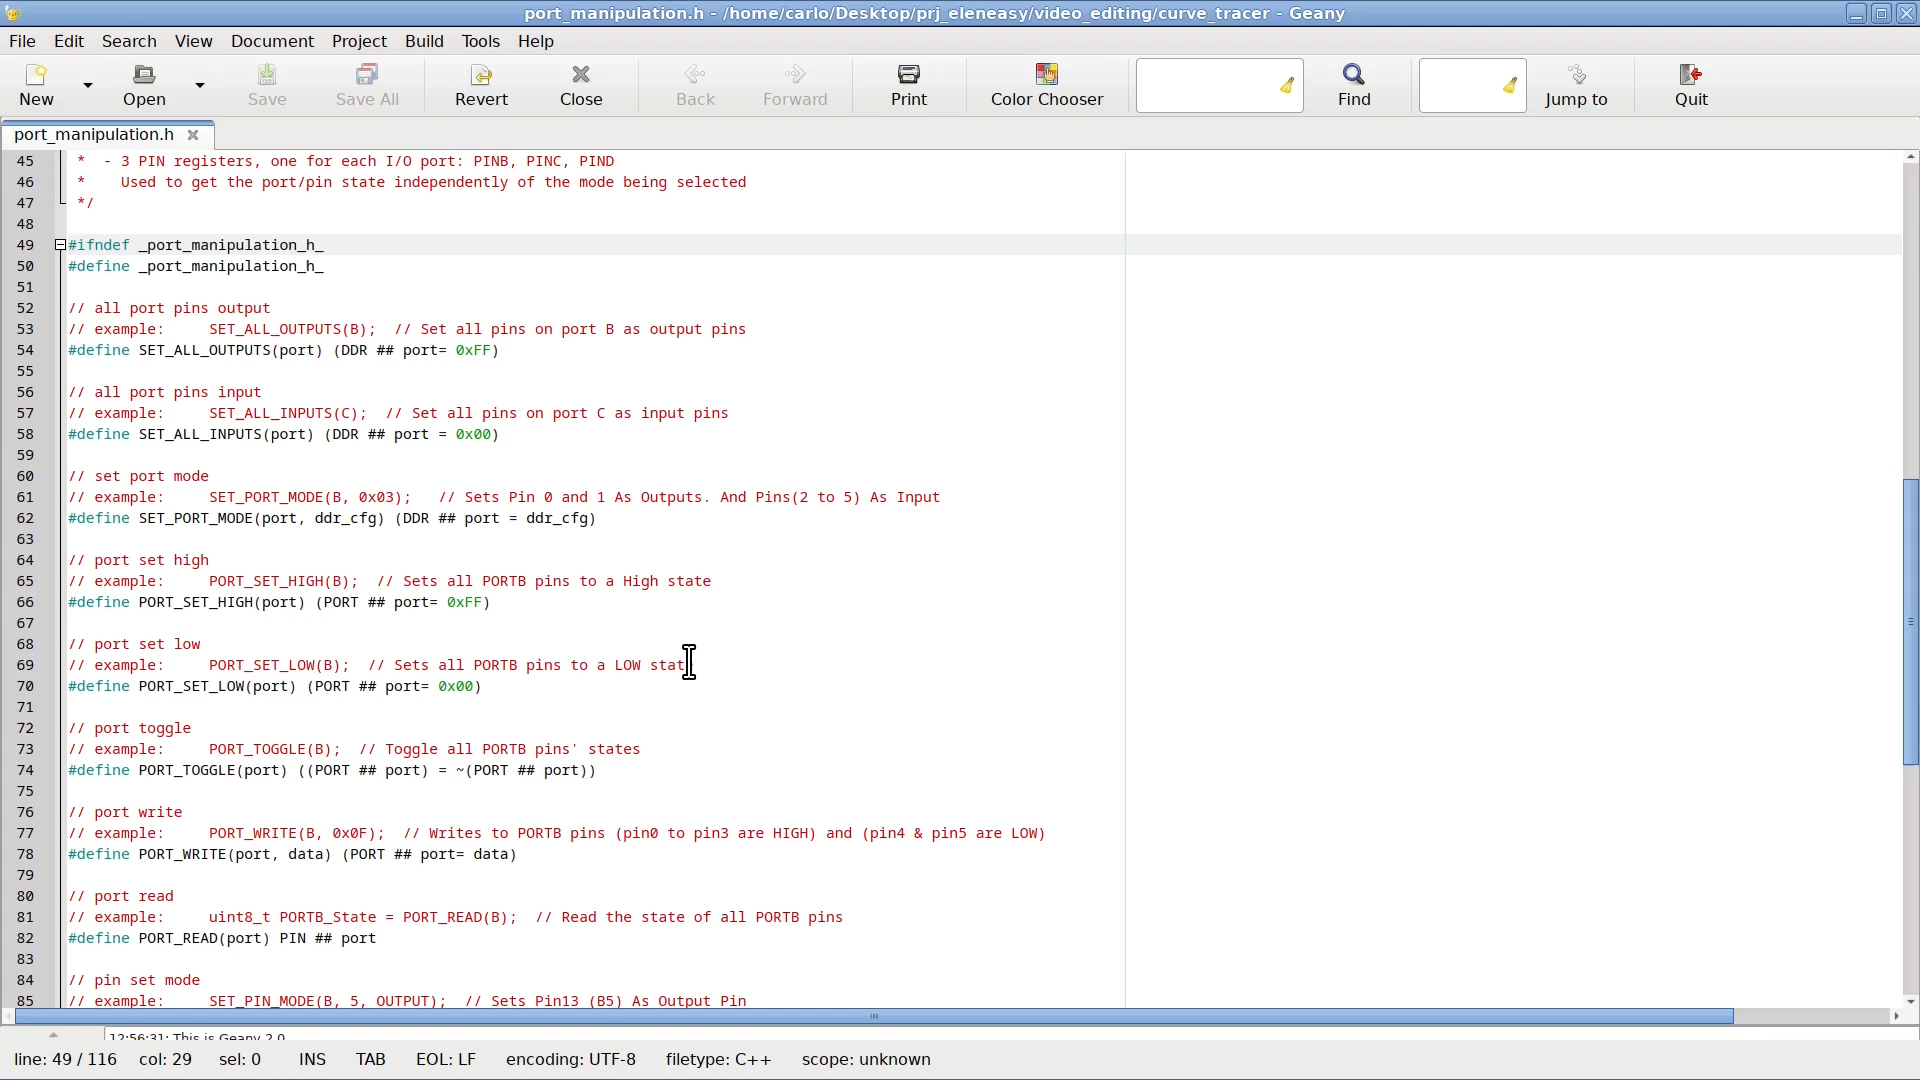 port_manipulation.h - /home/carlo/Desktop/prj_eleneasy/video_editing/curve_tracer - Geany
File Edit Search View Document Project Build Tools Help
New Open Save Save All Revert Close Back Forward Print Color Chooser Find Jump to Quit
port_manipulation.h
45 *  - 3 PIN registers, one for each I/O port: PINB, PINC, PIND
46 *    Used to get the port/pin state independently of the mode being selected
47 */
48
49 #ifndef _port_manipulation_h_
50 #define _port_manipulation_h_
51
52 // all port pins output
53 // example:     SET_ALL_OUTPUTS(B);  // Set all pins on port B as output pins
54 #define SET_ALL_OUTPUTS(port) (DDR ## port= 0xFF)
55
56 // all port pins input
57 // example:     SET_ALL_INPUTS(C);  // Set all pins on port C as input pins
58 #define SET_ALL_INPUTS(port) (DDR ## port = 0x00)
59
60 // set port mode
61 // example:     SET_PORT_MODE(B, 0x03);   // Sets Pin 0 and 1 As Outputs. And Pins(2 to 5) As Input
62 #define SET_PORT_MODE(port, ddr_cfg) (DDR ## port = ddr_cfg)
63
64 // port set high
65 // example:     PORT_SET_HIGH(B);  // Sets all PORTB pins to a High state
66 #define PORT_SET_HIGH(port) (PORT ## port= 0xFF)
67
68 // port set low
69 // example:     PORT_SET_LOW(B);  // Sets all PORTB pins to a LOW stat
70 #define PORT_SET_LOW(port) (PORT ## port= 0x00)
71
72 // port toggle
73 // example:     PORT_TOGGLE(B);  // Toggle all PORTB pins' states
74 #define PORT_TOGGLE(port) ((PORT ## port) = ~(PORT ## port))
75
76 // port write
77 // example:     PORT_WRITE(B, 0x0F);  // Writes to PORTB pins (pin0 to pin3 are HIGH) and (pin4 & pin5 are LOW)
78 #define PORT_WRITE(port, data) (PORT ## port= data)
79
80 // port read
81 // example:     uint8_t PORTB_State = PORT_READ(B);  // Read the state of all PORTB pins
82 #define PORT_READ(port) PIN ## port
83
84 // pin set mode
85 // example:     SET_PIN_MODE(B, 5, OUTPUT);  // Sets Pin13 (B5) As Output Pin
12:56:31: This is Geany 2.0.
line: 49 / 116 col: 29 sel: 0 INS TAB EOL: LF encoding: UTF-8 filetype: C++ scope: unknown